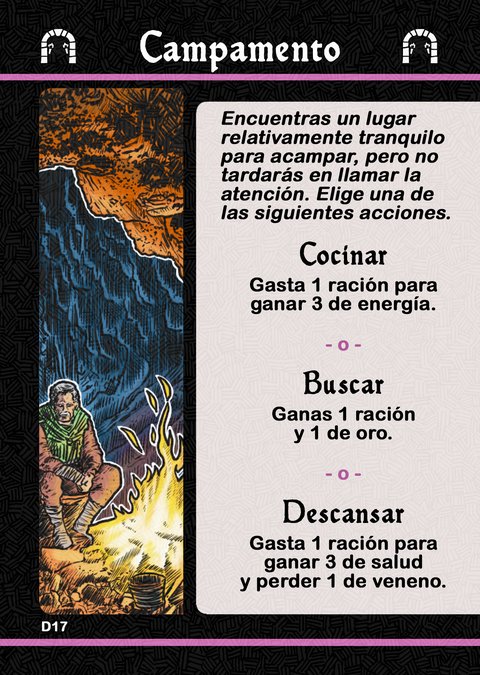 Campamento
Encuentras un lugar
relativamente tranquilo
para acampar, pero no
tardarás en llamar la
atención. Elige una de
las siguientes acciones.
Cocinar
Gasta 1 ración para
ganar 3 de energía.
- o -
Buscar
Ganas 1 ración
y 1 de oro.
- o -
Descansar
Gasta 1 ración para
ganar 3 de salud
y perder 1 de veneno.
D17